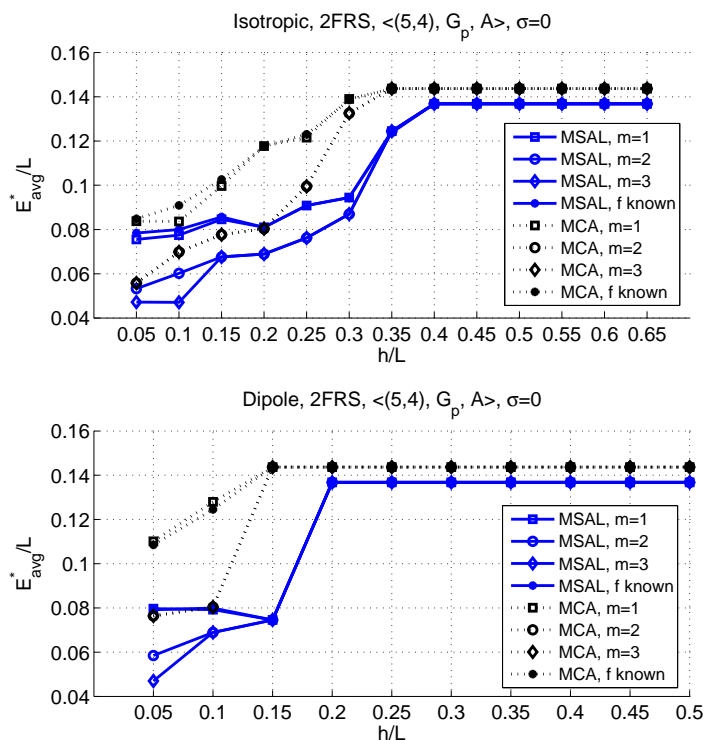 Isotropic, 2FRS, <(5,4), Gp, A>, σ=0
0.16
0.14
0.12
0.1
0.08
0.06
0.04
E*avg/L
MSAL, m=1
MSAL, m=2
MSAL, m=3
MSAL, f known
MCA, m=1
MCA, m=2
MCA, m=3
MCA, f known
0.05 0.1 0.15 0.2 0.25 0.3 0.35 0.4 0.45 0.5 0.55 0.6 0.65
h/L
Dipole, 2FRS, <(5,4), Gp, A>, σ=0
0.16
0.14
0.12
0.1
0.08
0.06
0.04
E*avg/L
MSAL, m=1
MSAL, m=2
MSAL, m=3
MSAL, f known
MCA, m=1
MCA, m=2
MCA, m=3
MCA, f known
0.05 0.1 0.15 0.2 0.25 0.3 0.35 0.4 0.45 0.5
h/L